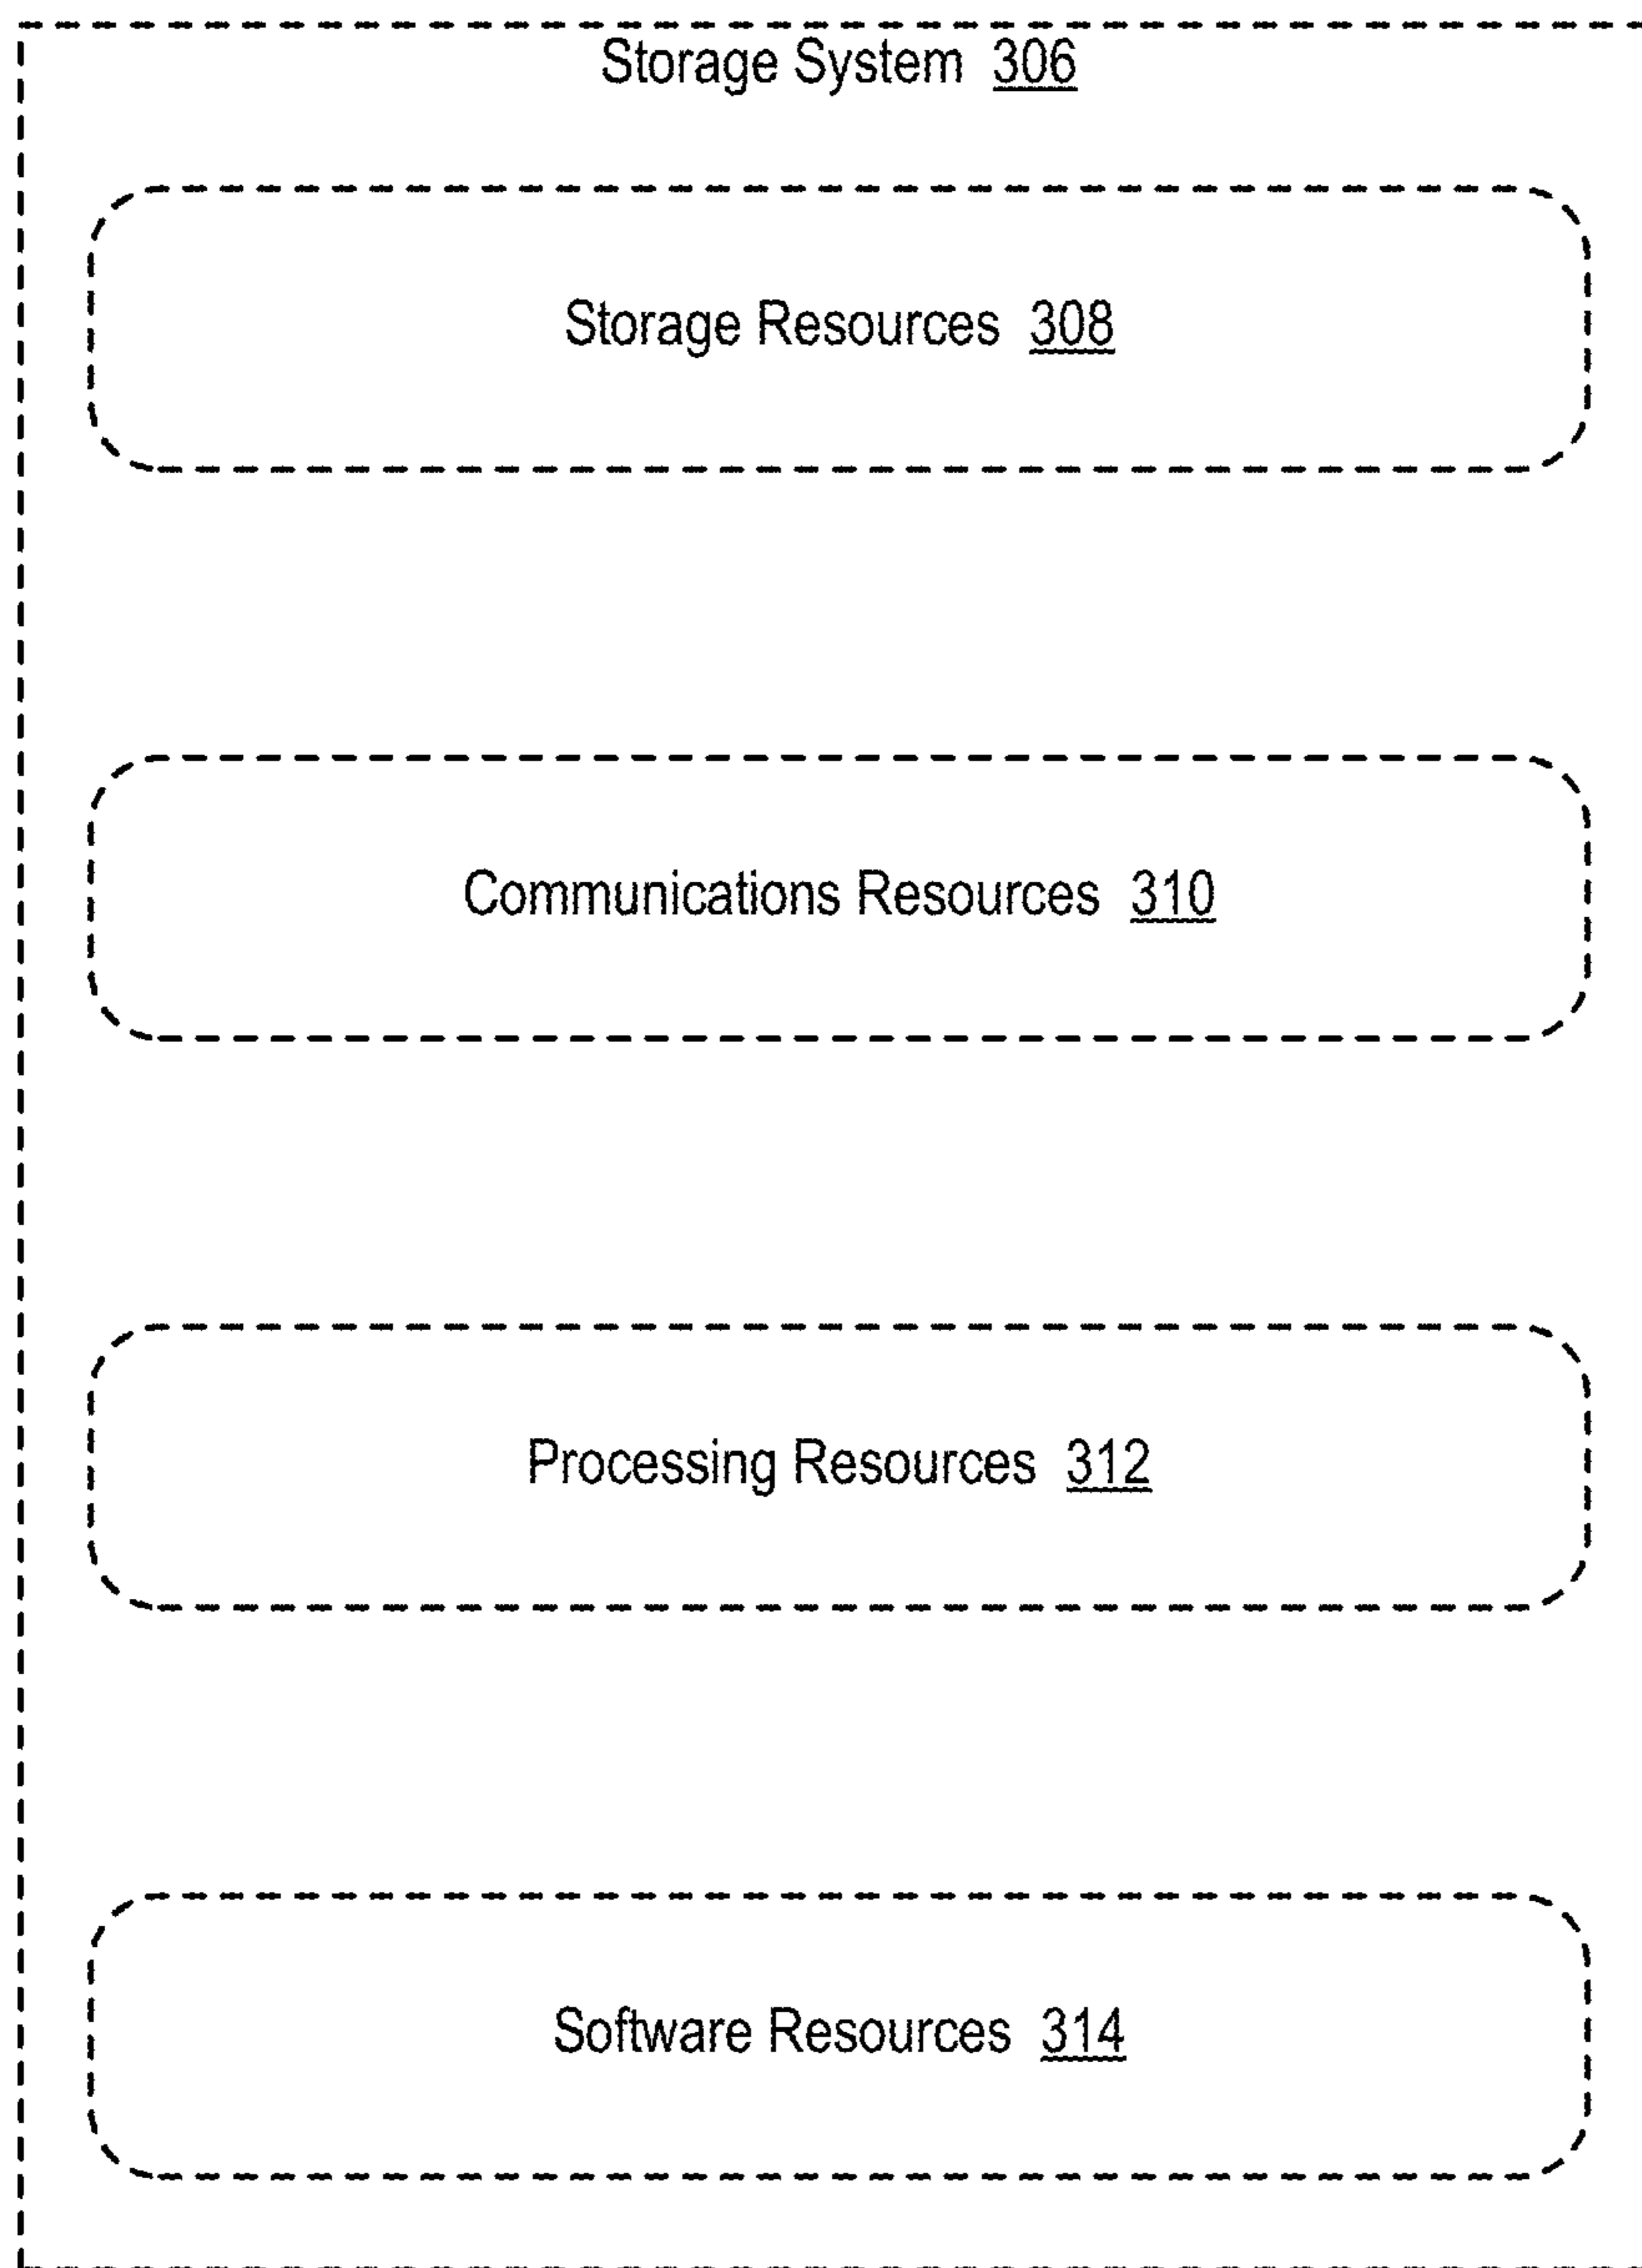 Storage System 306
Storage Resources 308
Communications Resources 310
Processing Resources 312
Software Resources 314